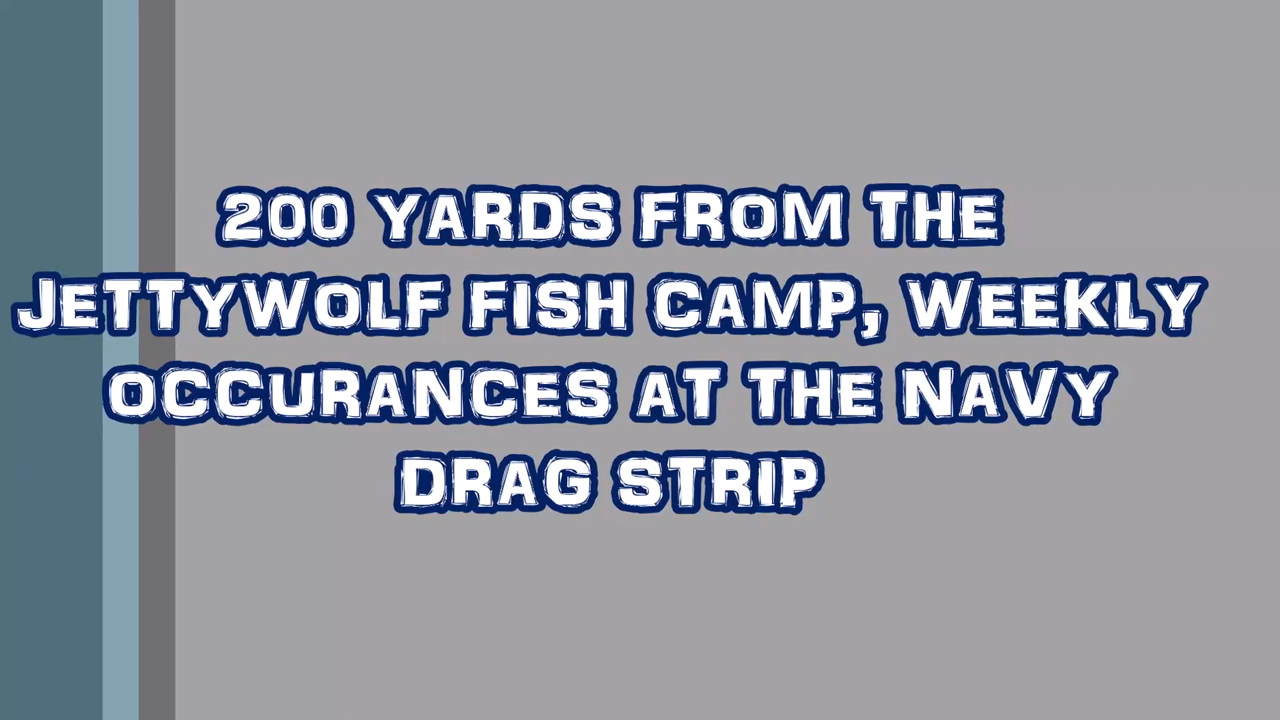 200 YARDS FROM THE
JETTYWOLF FISH CAMP, WEEKLY
OCCURANCES AT THE NAVY
DRAG STRIP